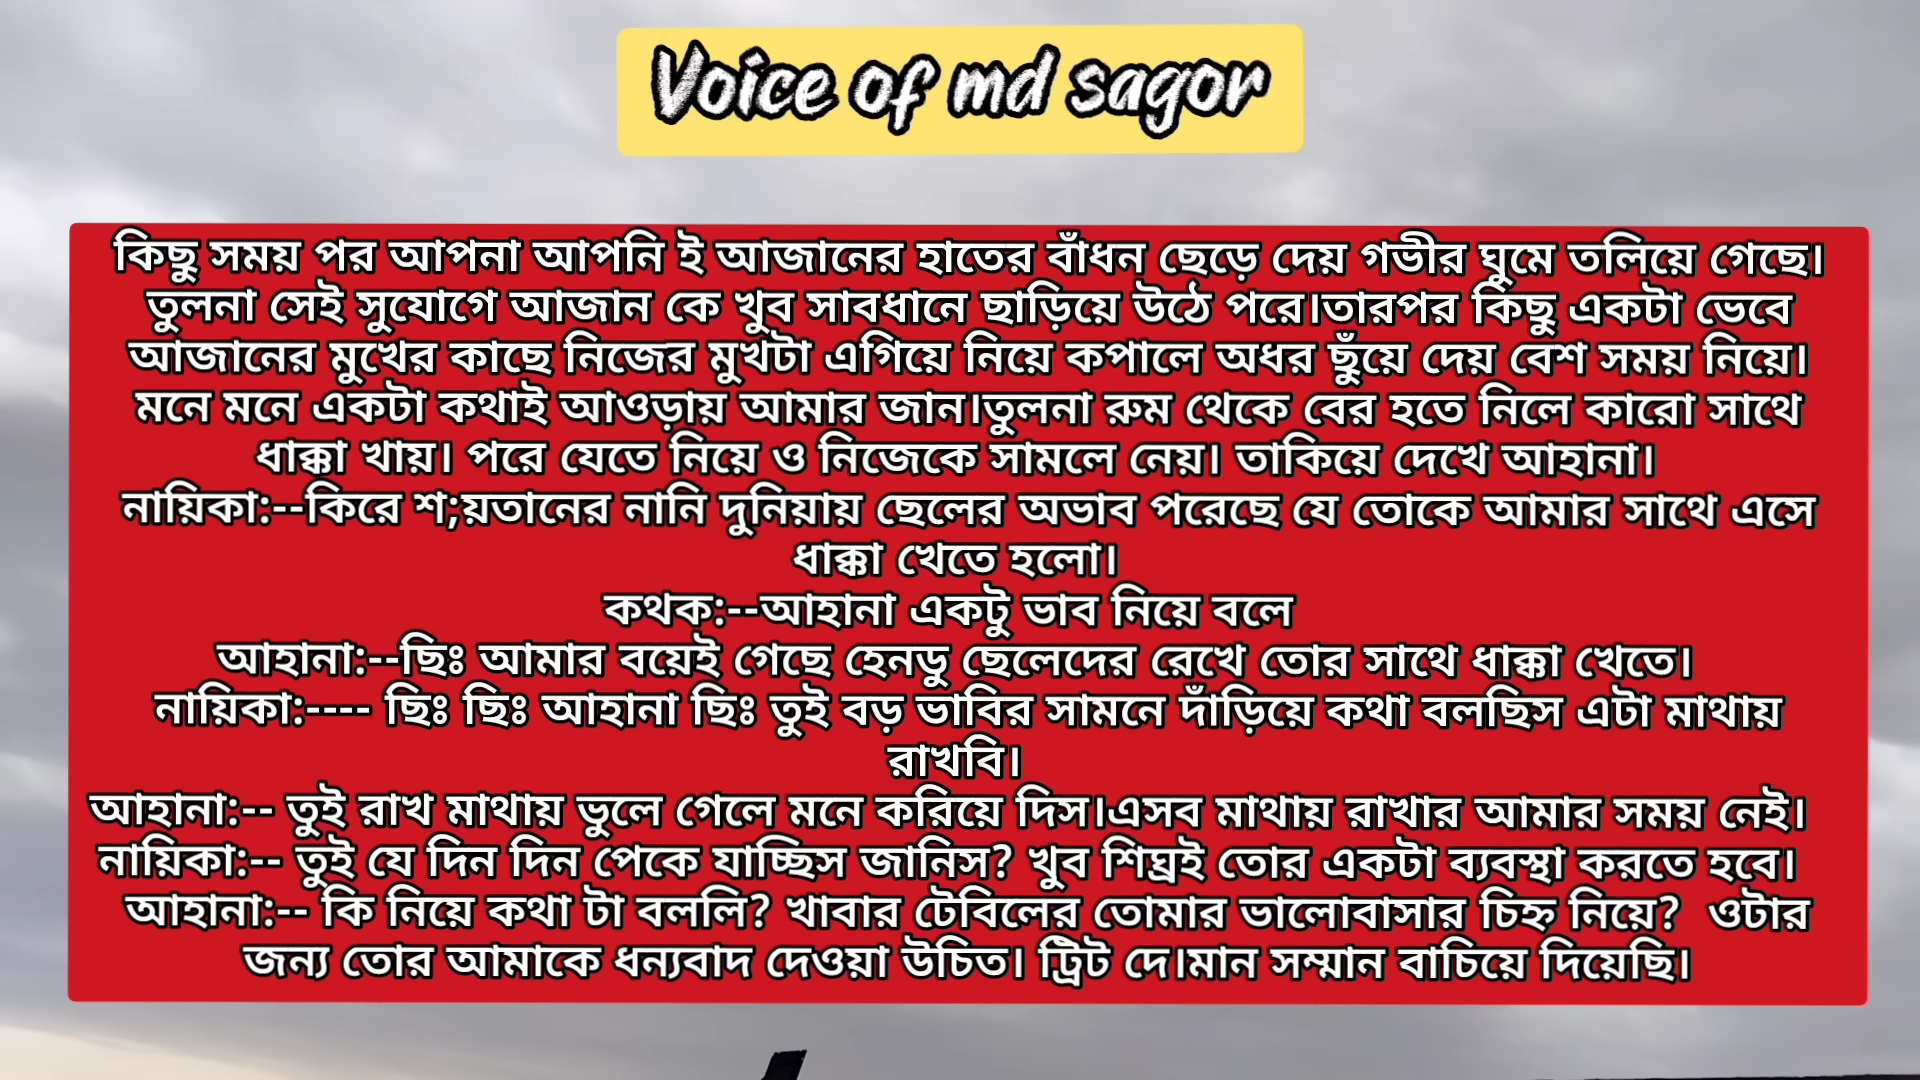 Voice of md sagor
কিছু সময় পর আপনা আপনি ই আজানের হাতের বাঁধন ছেড়ে দেয় গভীর ঘুমে তলিয়ে গেছে।
তুলনা সেই সুযোগে আজান কে খুব সাবধানে ছাড়িয়ে উঠে পরে।তারপর কিছু একটা ভেবে
আজানের মুখের কাছে নিজের মুখটা এগিয়ে নিয়ে কপালে অধর ছুঁয়ে দেয় বেশ সময় নিয়ে।
মনে মনে একটা কথাই আওড়ায় আমার জান।তুলনা রুম থেকে বের হতে নিলে কারো সাথে
ধাক্কা খায়। পরে যেতে নিয়ে ও নিজেকে সামলে নেয়। তাকিয়ে দেখে আহানা।
নায়িকা:--কিরে শ;য়তানের নানি দুনিয়ায় ছেলের অভাব পরেছে যে তোকে আমার সাথে এসে
ধাক্কা খেতে হলো।
কথক:--আহানা একটু ভাব নিয়ে বলে
আহানা:--ছিঃ আমার বয়েই গেছে হেনডু ছেলেদের রেখে তোর সাথে ধাক্কা খেতে।
নায়িকা:---- ছিঃ ছিঃ আহানা ছিঃ তুই বড় ভাবির সামনে দাঁড়িয়ে কথা বলছিস এটা মাথায়
রাখবি।
আহানা:-- তুই রাখ মাথায় ভুলে গেলে মনে করিয়ে দিস।এসব মাথায় রাখার আমার সময় নেই।
নায়িকা:-- তুই যে দিন দিন পেকে যাচ্ছিস জানিস? খুব শিঘ্রই তোর একটা ব্যবস্থা করতে হবে।
আহানা:-- কি নিয়ে কথা টা বললি? খাবার টেবিলের তোমার ভালোবাসার চিহ্ন নিয়ে? ওটার
জন্য তোর আমাকে ধন্যবাদ দেওয়া উচিত। ট্রিট দে।মান সম্মান বাচিয়ে দিয়েছি।